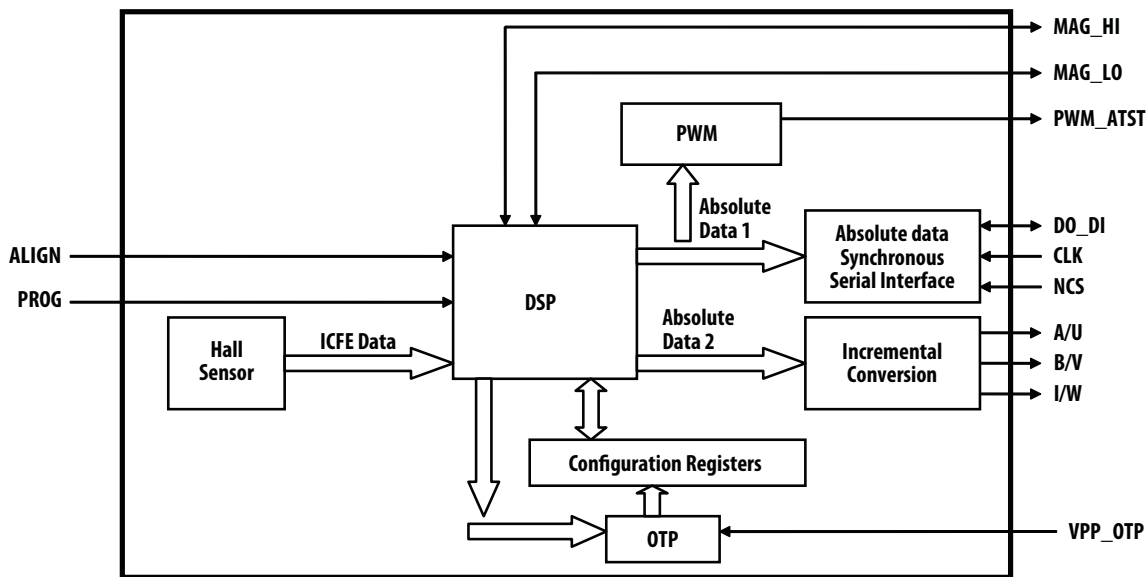 MAG_HI
MAG_LO
PWM
PWM_ATST
Absolute
Data 1
ALIGN
PROG
DSP
Absolute data
Synchronous
Serial Interface
DO_DI
CLK
NCS
Hall
Sensor
ICFE Data
Absolute
Data 2
Incremental
Conversion
A/U
B/V
I/W
Configuration Registers
OTP
VPP_OTP